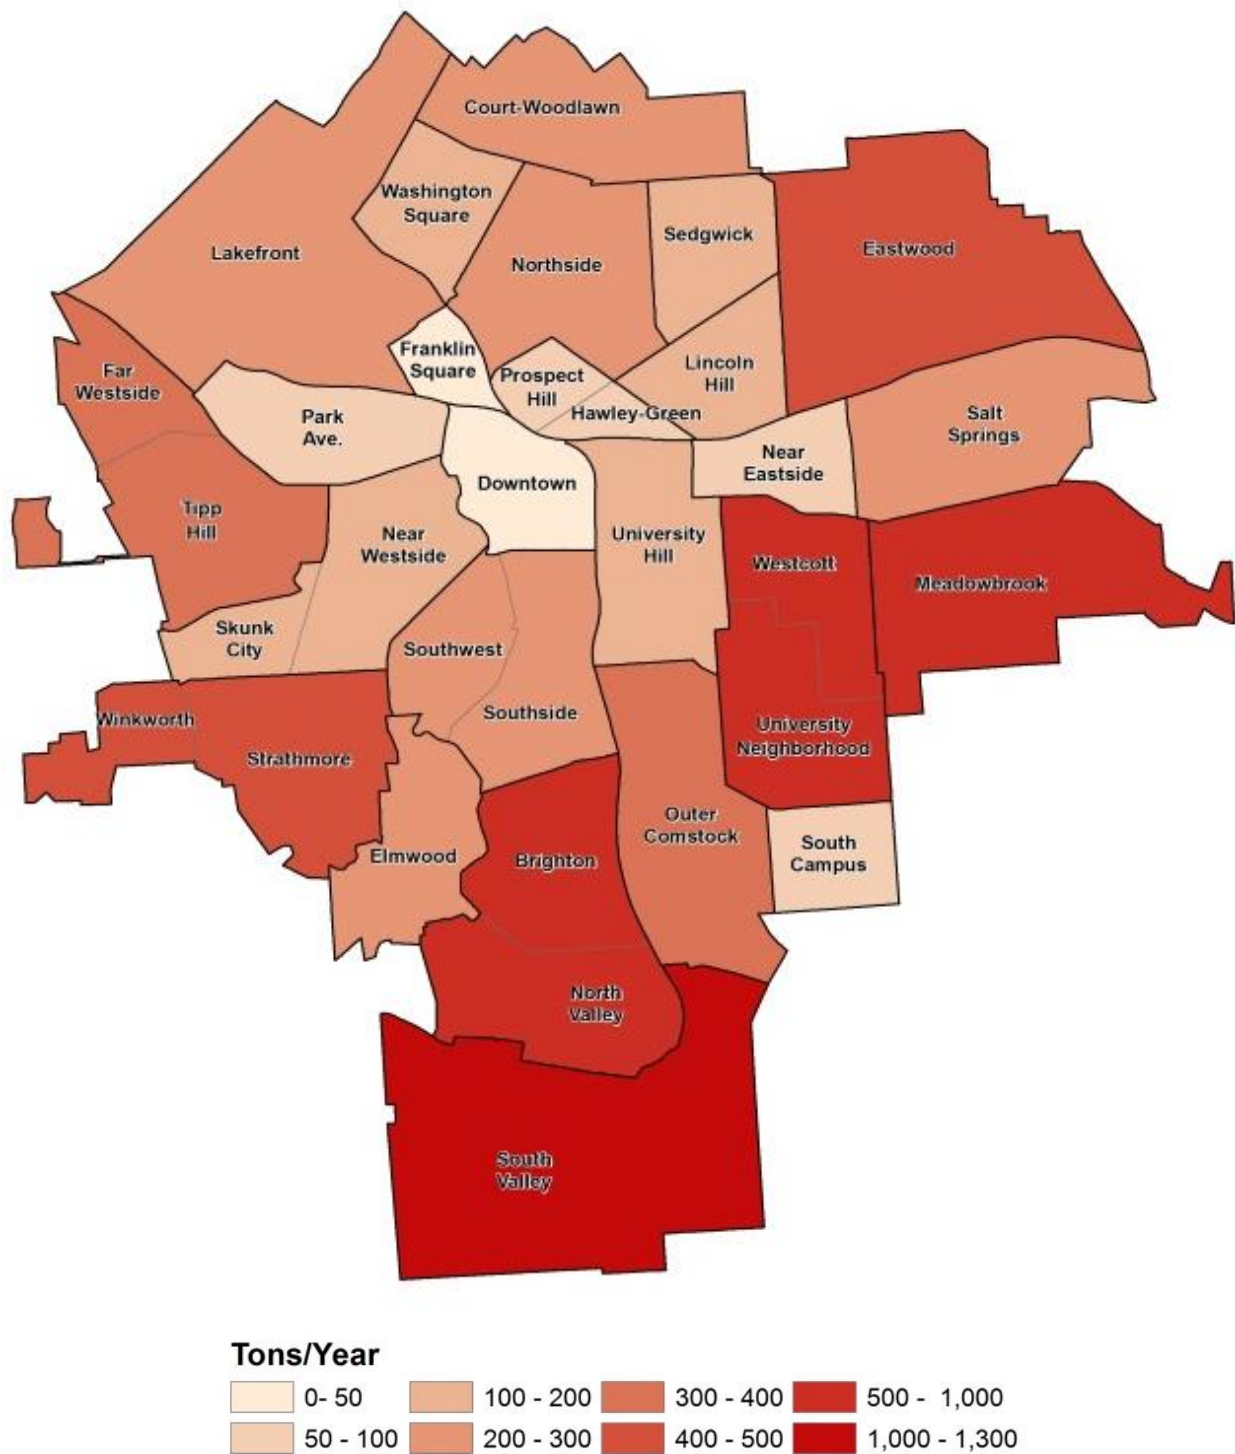 Court-Woodlawn
Washington
Square
Sedgwick
Lakefront
Northside
Eastwood
Franklin
Square
Far
Westside
Prospect
Hill
Lincoln
Hill
Hawley-Green
Park
Ave.
Salt
Springs
Near
Eastside
Downtown
Tipp
Hill
Near
Westside
University
Hill
Westcott
Meadowbrook
Skunk
City
Southwest
Southside
Winkworth
Strathmore
University
Neighborhood
Outer
Comstock
South
Campus
Elmwood
Brighton
North
Valley
South
Valley
Tons/Year
0- 50
100 - 200
300 - 400
500 - 1,000
50 - 100
200 - 300
400 - 500
1,000 - 1,300